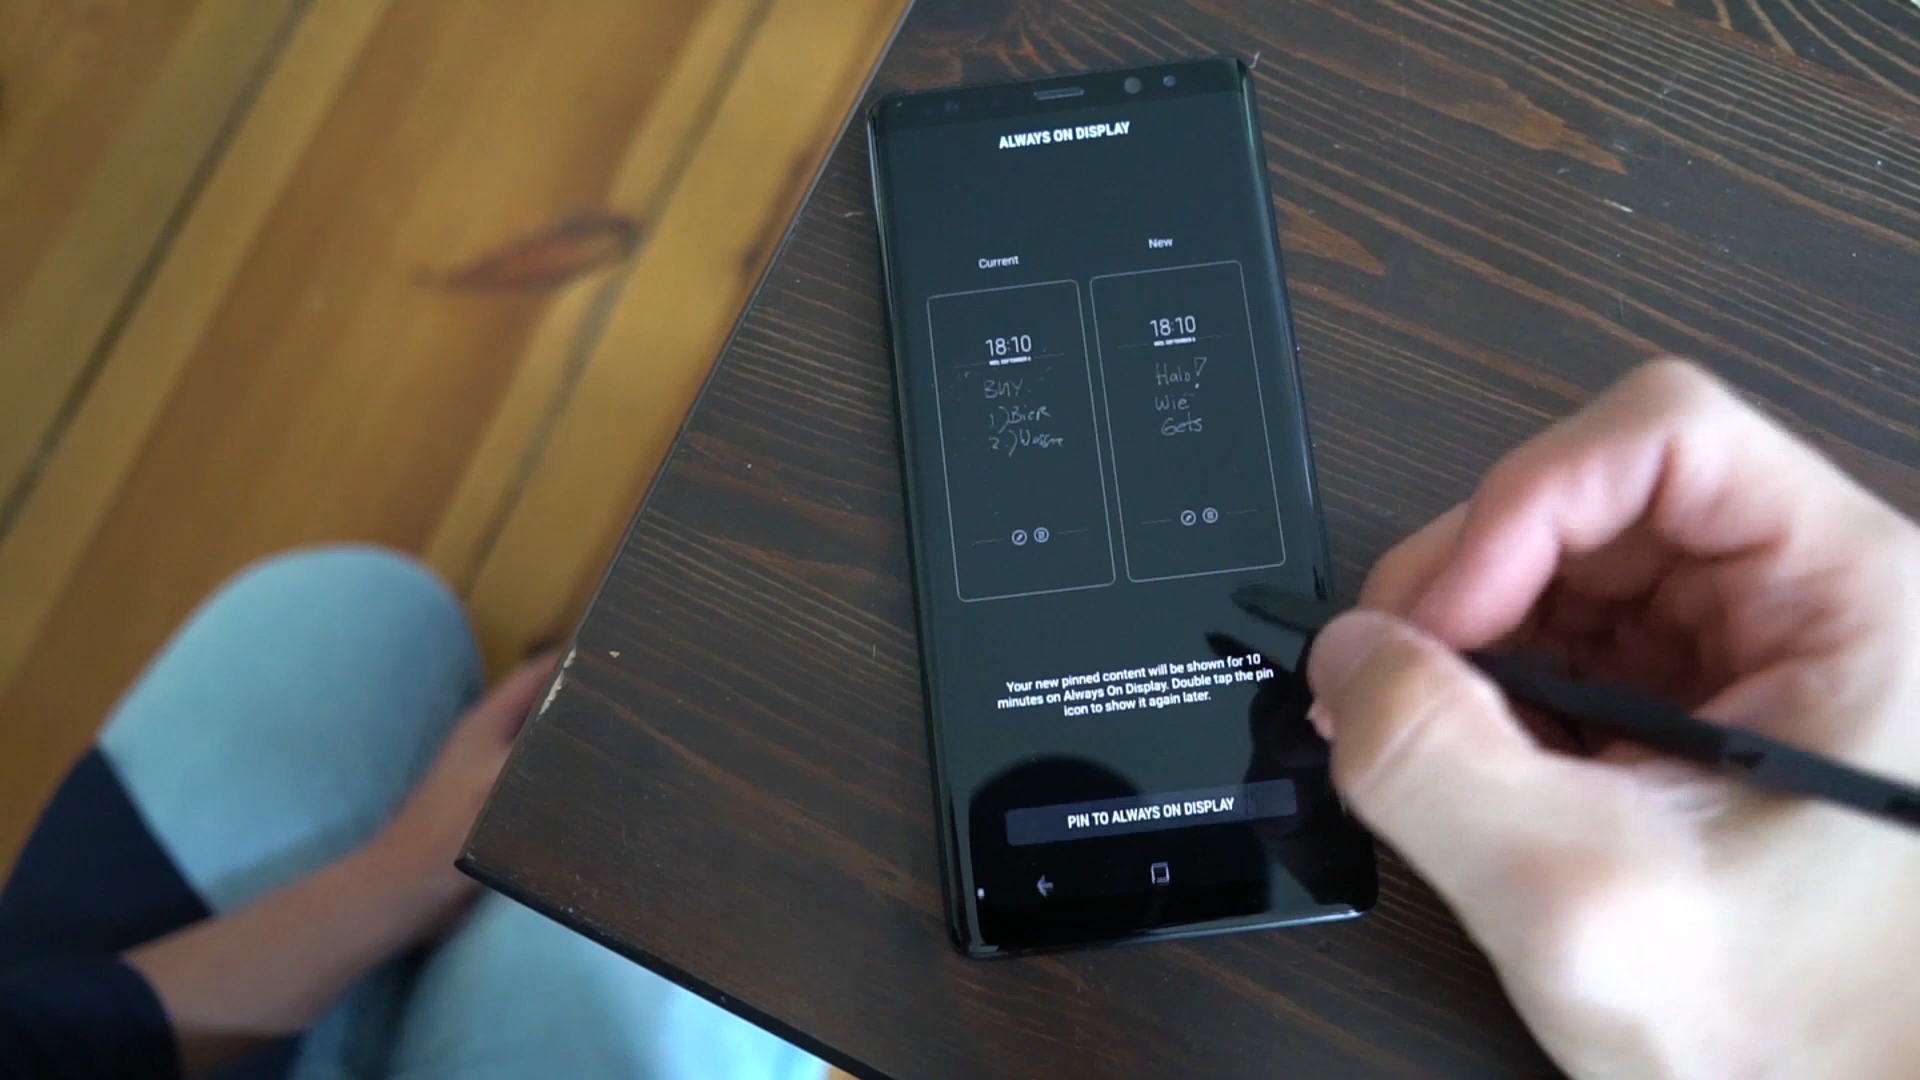 ALWAYS ON DISPLAY
Current
18:10
BUY
1.) Bier
2.)
New
18:10
Halo!
Wie
Gets
Your new pinned content will be shown for 10
minutes on Always On Display. Double tap the pin
icon to show it again later.
PIN TO ALWAYS ON DISPLAY